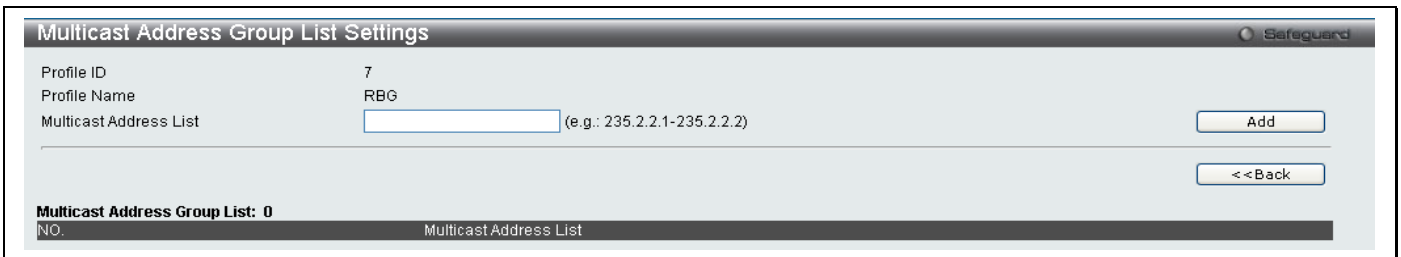 Multicast Address Group List Settings Safeguard
Profile ID 7
Profile Name RBG
Multicast Address List (e.g.: 235.2.2.1-235.2.2.2) Add
<<Back
Multicast Address Group List: 0
NO. Multicast Address List